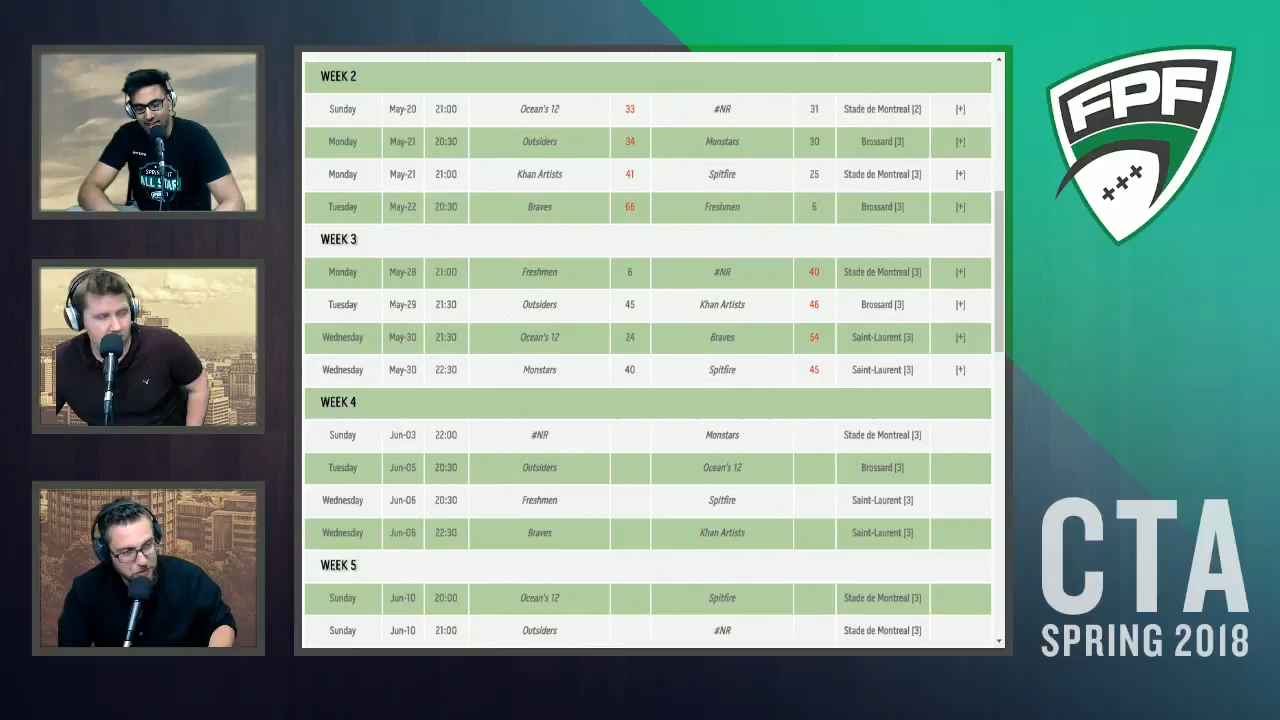 WEEK 2
Sunday May-20 21:00 Ocean's 12 33 #NR 31 Stade de Montreal [2] [+]
Monday May-21 20:30 Outsiders 34 Monstars 30 Brossard [3] [+]
Monday May-21 21:00 Khan Artists 41 Spitfire 25 Stade de Montreal [3] [+]
Tuesday May-22 20:30 Braves 66 Freshmen 6 Brossard [3] [+]
WEEK 3
Monday May-28 21:00 Freshmen 6 #NR 40 Stade de Montreal [3] [+]
Tuesday May-29 21:30 Outsiders 45 Khan Artists 46 Brossard [3] [+]
Wednesday May-30 21:30 Ocean's 12 24 Braves 54 Saint-Laurent [3] [+]
Wednesday May-30 22:30 Monstars 40 Spitfire 45 Saint-Laurent [3] [+]
WEEK 4
Sunday Jun-03 22:00 #NR Monstars Stade de Montreal [3]
Tuesday Jun-05 20:30 Outsiders Ocean's 12 Brossard [3]
Wednesday Jun-06 20:30 Freshmen Spitfire Saint-Laurent [3]
Wednesday Jun-06 22:30 Braves Khan Artists Saint-Laurent [3]
WEEK 5
Sunday Jun-10 20:00 Ocean's 12 Spitfire Stade de Montreal [3]
Sunday Jun-10 21:00 Outsiders #NR Stade de Montreal [3]
FPF
CTA
SPRING 2018
ALL STAR